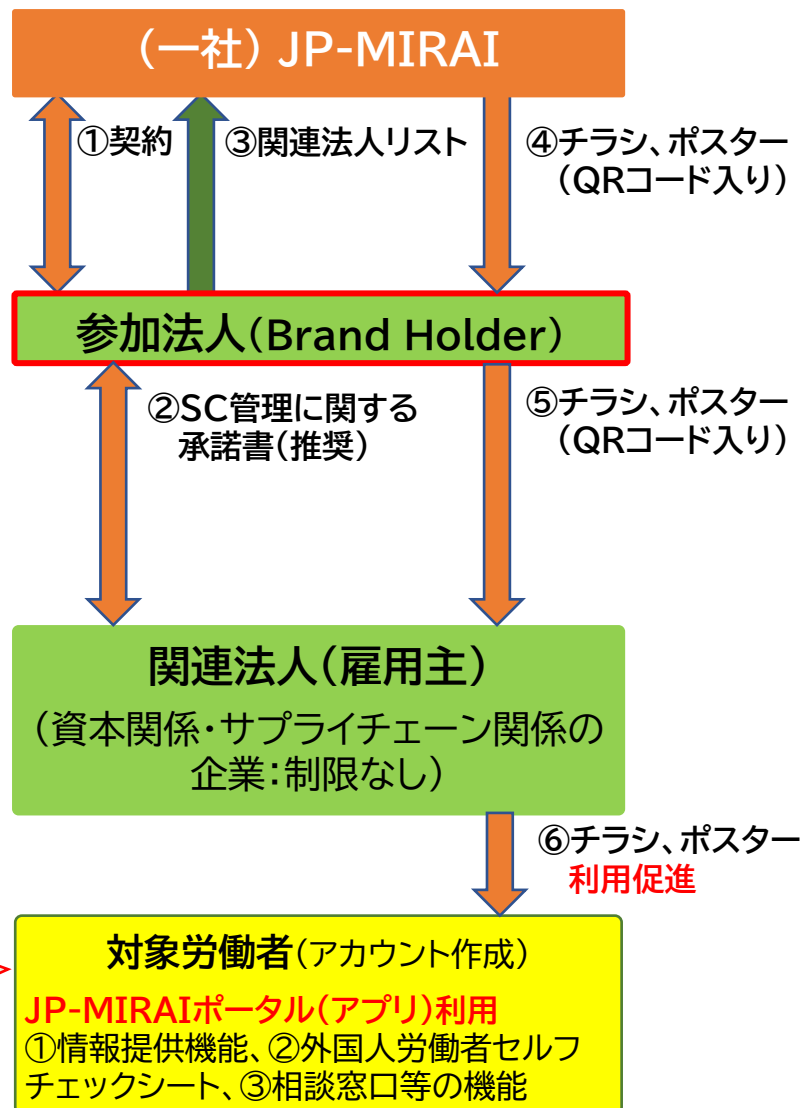 (一社) JP-MIRAI
①契約
③関連法人リスト
④チラシ、ポスター
(QRコード入り)
参加法人(Brand Holder)
②SC管理に関する
承諾書(推奨)
⑤チラシ、ポスター
(QRコード入り)
関連法人(雇用主)
(資本関係・サプライチェーン関係の
企業:制限なし)
⑥チラシ、ポスター
利用促進
対象労働者(アカウント作成)
JP-MIRAIポータル(アプリ)利用
①情報提供機能、②外国人労働者セルフ
チェックシート、③相談窓口等の機能